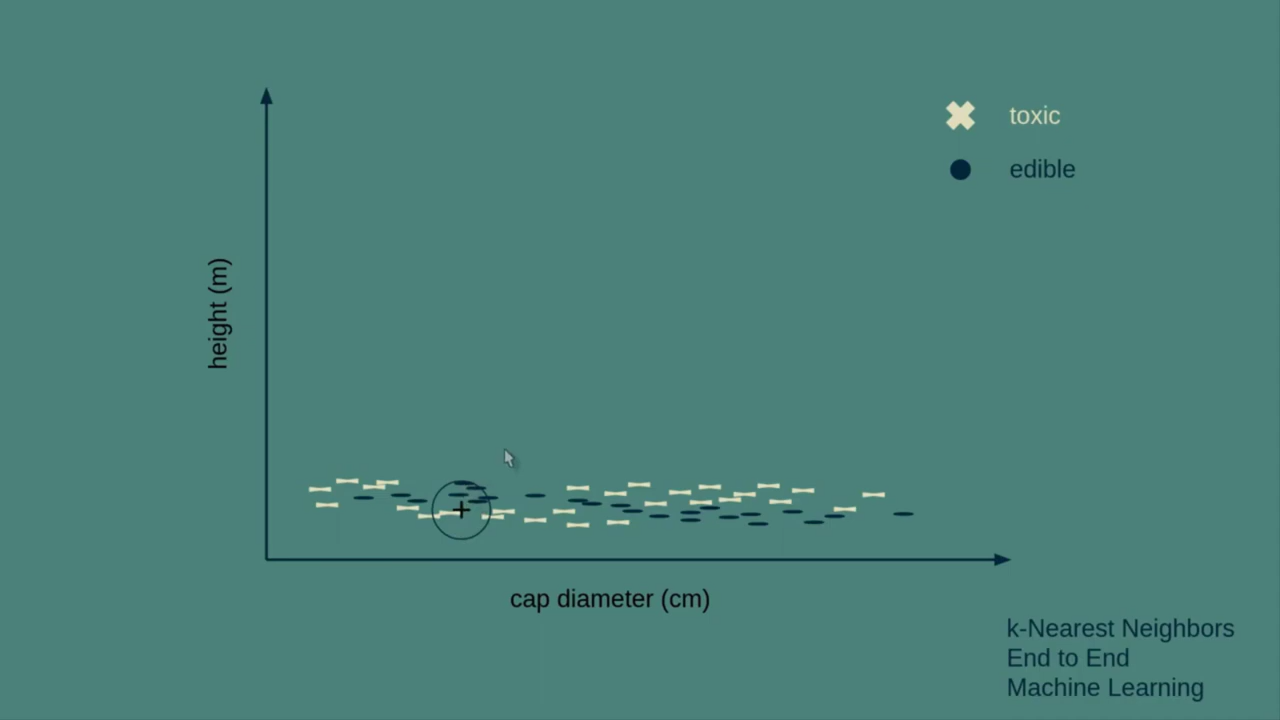 toxic
edible
height (m)
cap diameter (cm)
k-Nearest Neighbors
End to End
Machine Learning